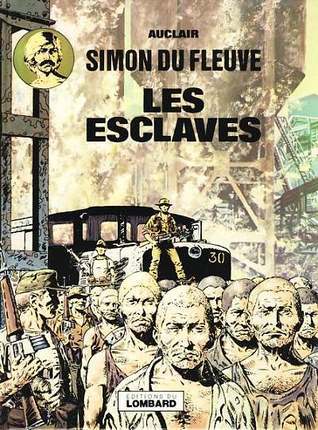 AUCLAIR
SIMON DU FLEUVE
LES
ESCLAVES
30
EDITIONS DU
LOMBARD